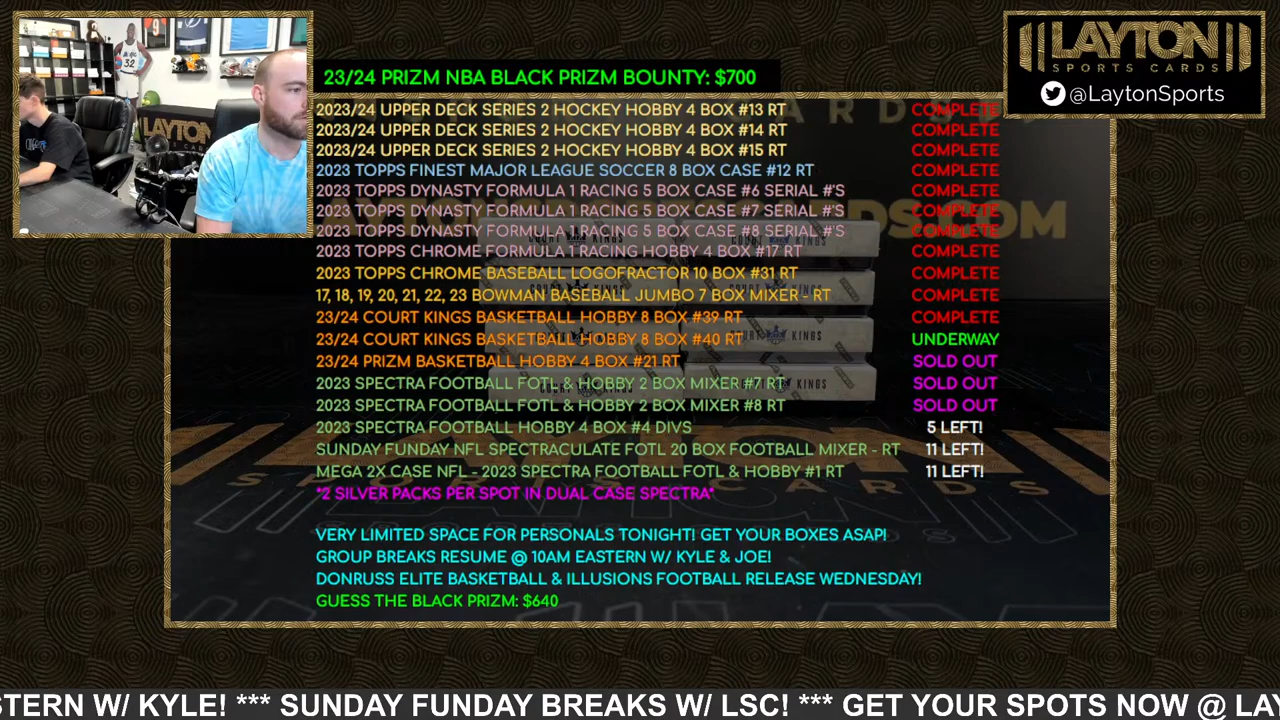 LAYTON
SPORTS CARDS
@LaytonSports
23/24 PRIZM NBA BLACK PRIZM BOUNTY: $700
2023/24 UPPER DECK SERIES 2 HOCKEY HOBBY 4 BOX #13 RT COMPLETE
2023/24 UPPER DECK SERIES 2 HOCKEY HOBBY 4 BOX #14 RT COMPLETE
2023/24 UPPER DECK SERIES 2 HOCKEY HOBBY 4 BOX #15 RT COMPLETE
2023 TOPPS FINEST MAJOR LEAGUE SOCCER 8 BOX CASE #12 RT COMPLETE
2023 TOPPS DYNASTY FORMULA 1 RACING 5 BOX CASE #6 SERIAL #'S COMPLETE
2023 TOPPS DYNASTY FORMULA 1 RACING 5 BOX CASE #7 SERIAL #'S COMPLETE
2023 TOPPS DYNASTY FORMULA 1 RACING 5 BOX CASE #8 SERIAL #'S COMPLETE
2023 TOPPS CHROME FORMULA 1 RACING HOBBY 4 BOX #17 RT COMPLETE
2023 TOPPS CHROME BASEBALL LOGOFRACTOR 10 BOX #31 RT COMPLETE
17, 18, 19, 20, 21, 22, 23 BOWMAN BASEBALL JUMBO 7 BOX MIXER - RT COMPLETE
23/24 COURT KINGS BASKETBALL HOBBY 8 BOX #39 RT COMPLETE
23/24 COURT KINGS BASKETBALL HOBBY 8 BOX #40 RT UNDERWAY
23/24 PRIZM BASKETBALL HOBBY 4 BOX #21 RT SOLD OUT
2023 SPECTRA FOOTBALL FOTL & HOBBY 2 BOX MIXER #7 RT SOLD OUT
2023 SPECTRA FOOTBALL FOTL & HOBBY 2 BOX MIXER #8 RT SOLD OUT
2023 SPECTRA FOOTBALL HOBBY 4 BOX #4 DIVS 5 LEFT!
SUNDAY FUNDAY NFL SPECTRACULATE FOTL 20 BOX FOOTBALL MIXER - RT 11 LEFT!
MEGA 2X CASE NFL - 2023 SPECTRA FOOTBALL FOTL & HOBBY #1 RT 11 LEFT!
*2 SILVER PACKS PER SPOT IN DUAL CASE SPECTRA*
VERY LIMITED SPACE FOR PERSONALS TONIGHT! GET YOUR BOXES ASAP!
GROUP BREAKS RESUME @ 10AM EASTERN W/ KYLE & JOE!
DONRUSS ELITE BASKETBALL & ILLUSIONS FOOTBALL RELEASE WEDNESDAY!
GUESS THE BLACK PRIZM: $640
STERN W/ KYLE! *** SUNDAY FUNDAY BREAKS W/ LSC! *** GET YOUR SPOTS NOW @ LAY